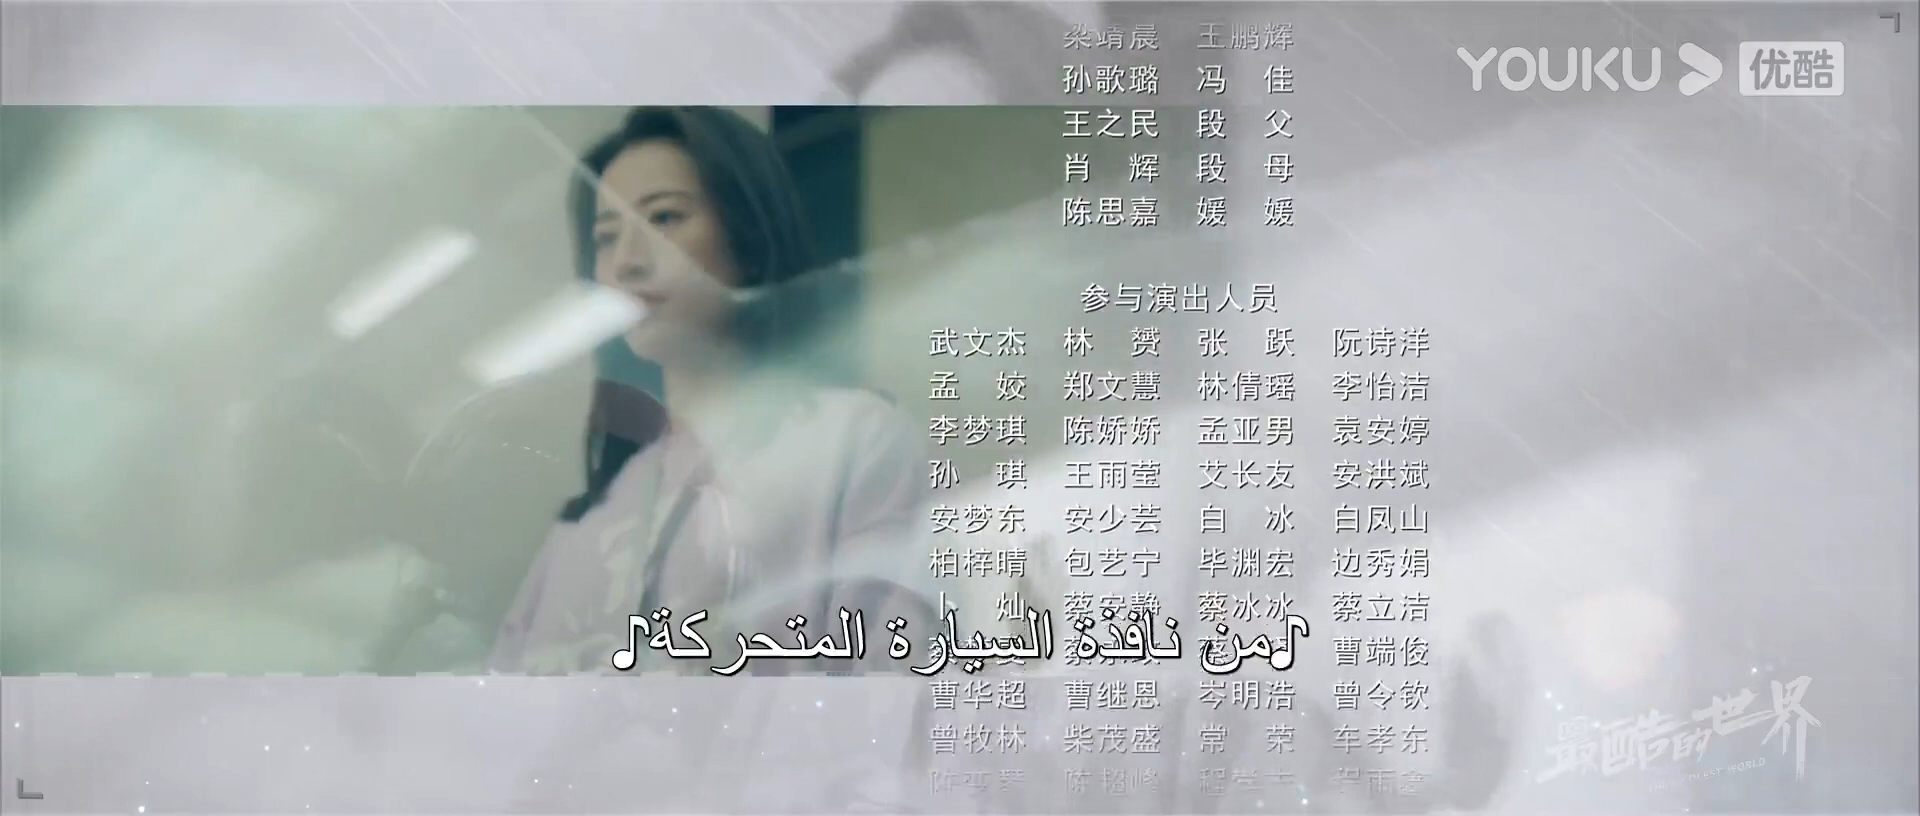 YOUKU 优酷
王鹏辉
孙歌璐 冯 佳
王之民 段 父
肖 辉 段 母
陈思嘉 媛 媛
参与演出人员
武文杰 林 赟 张 跃 阮诗洋
孟 姣 郑文慧 林倩瑶 李怡洁
李梦琪 陈娇娇 孟亚男 袁安婷
孙 琪 王雨莹 艾长友 安洪斌
安梦东 安少芸 白 冰 白凤山
柏梓晴 包艺宁 毕渊宏 边秀娟
卜 灿 蔡安静 蔡冰冰 蔡立洁
曹端俊
♪من نافذة السيارة المتحركة♪
曹华超 曹继恩 岑明浩 曾令钦
曾牧林 柴茂盛 常 荣 车孝东
最酷的世界